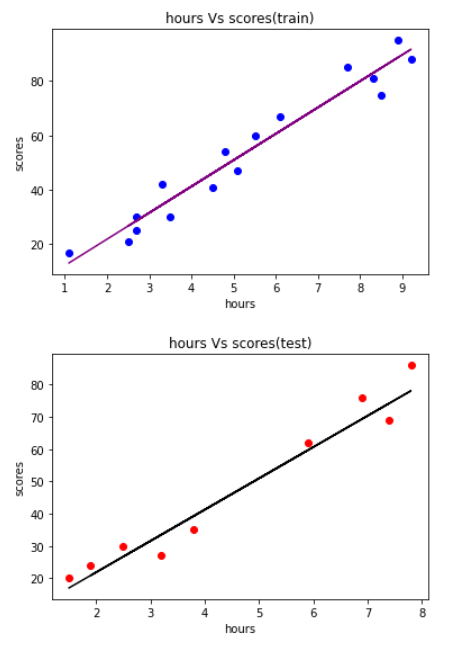 hours Vs scores(train)
80
60
40
20
scores
1 2 3 4 5 6 7 8 9
hours
hours Vs scores(test)
80
70
60
50
40
30
20
scores
2 3 4 5 6 7 8
hours